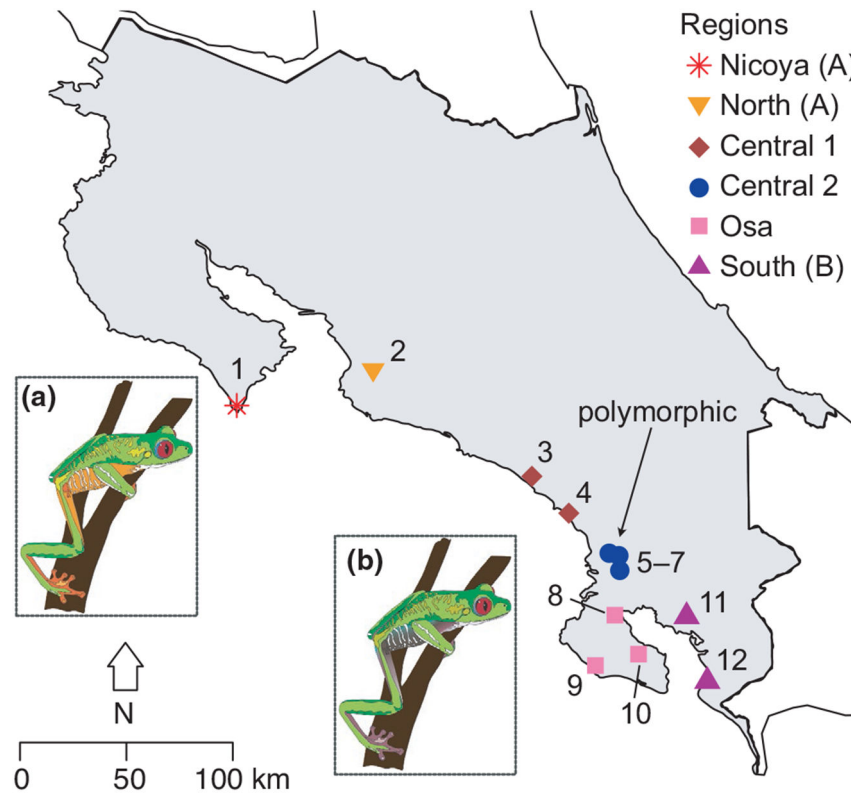 Regions
Nicoya (A)
North (A)
Central 1
Central 2
Osa
South (B)
1
2
(a)
polymorphic
3
4
5–7
(b)
8
11
12
9
10
N
0 50 100 km